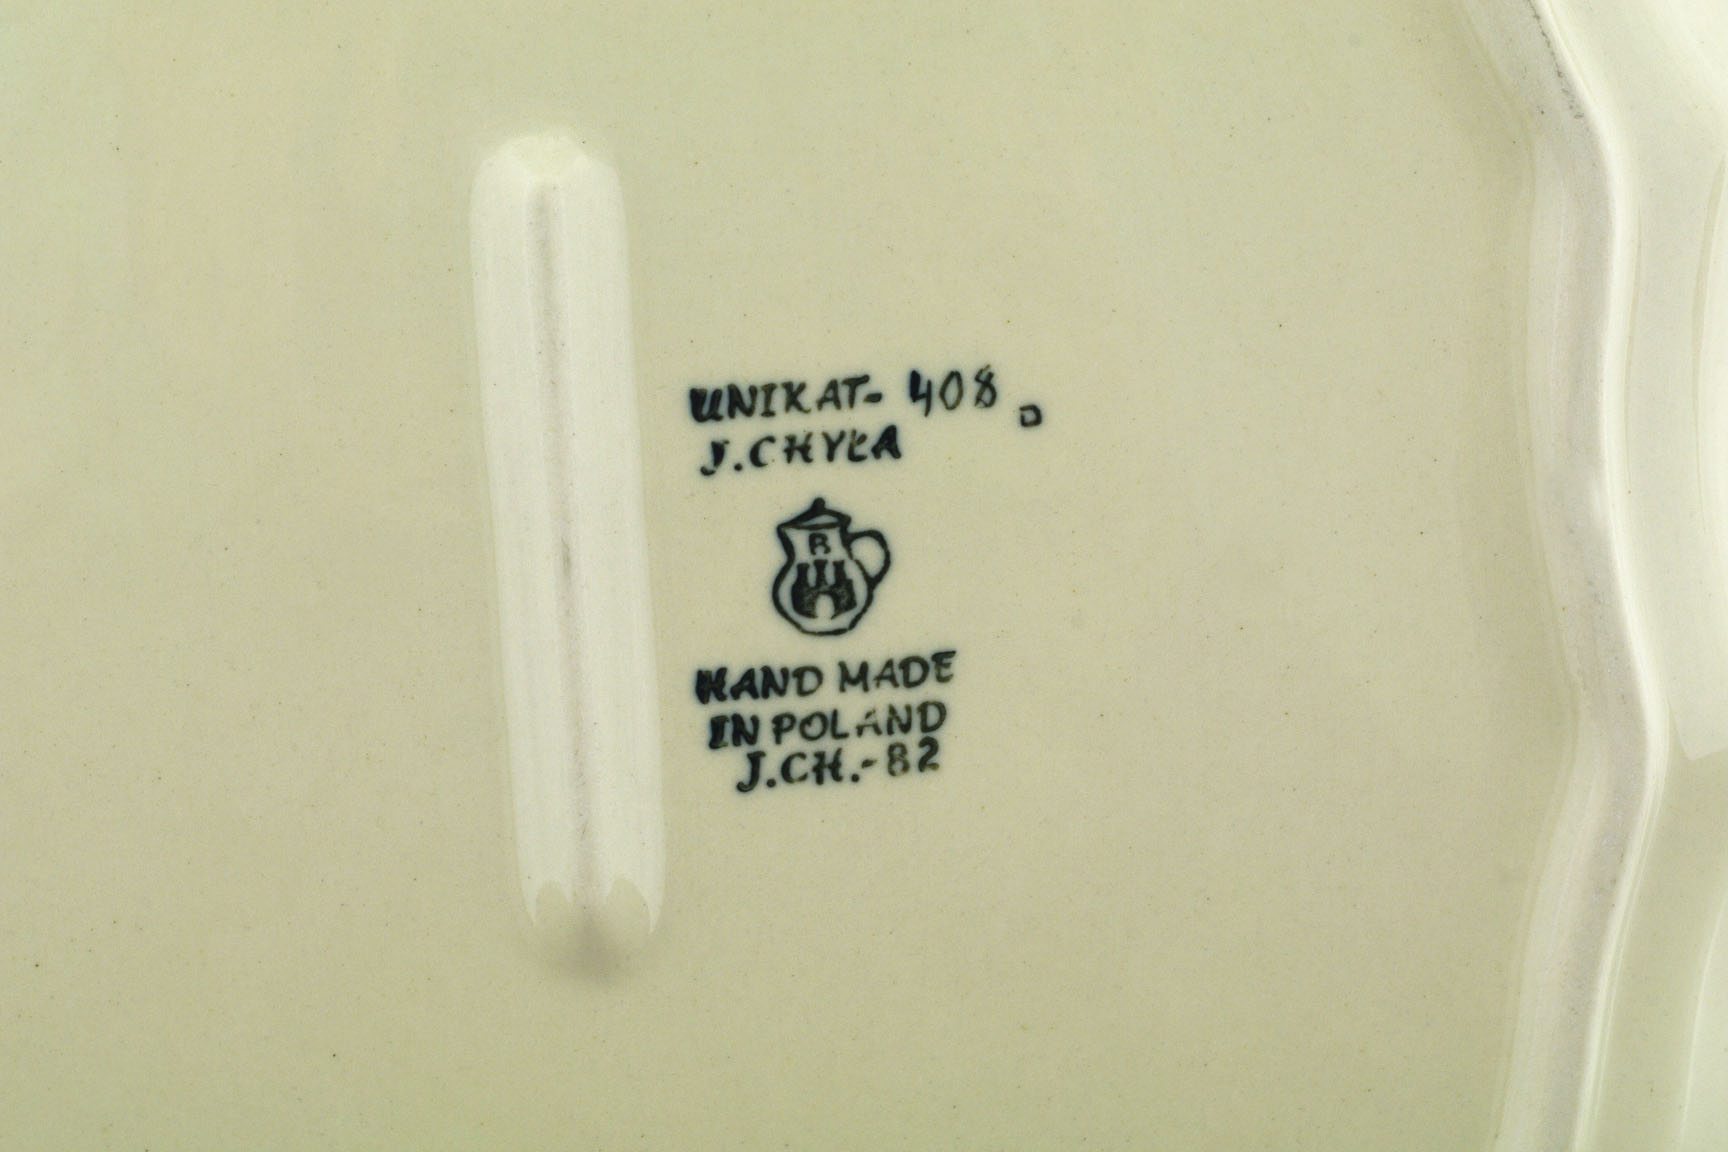 UNIKAT- 408
J. CHYŁA
B
HAND MADE
IN POLAND
J.CH.-82